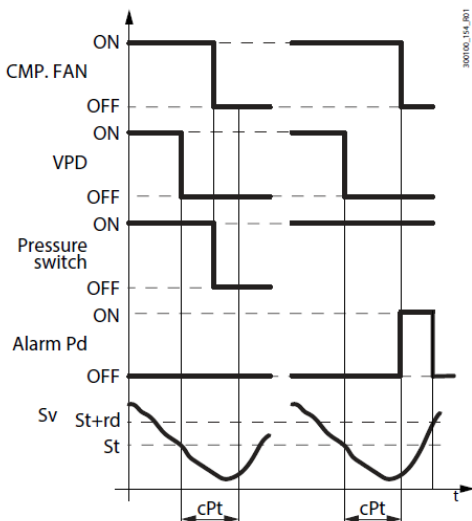 300100_154_R01
ON
CMP. FAN
OFF
ON
VPD
OFF
ON
Pressure
switch
OFF
ON
Alarm Pd
OFF
Sv St+rd
St
t
cPt cPt